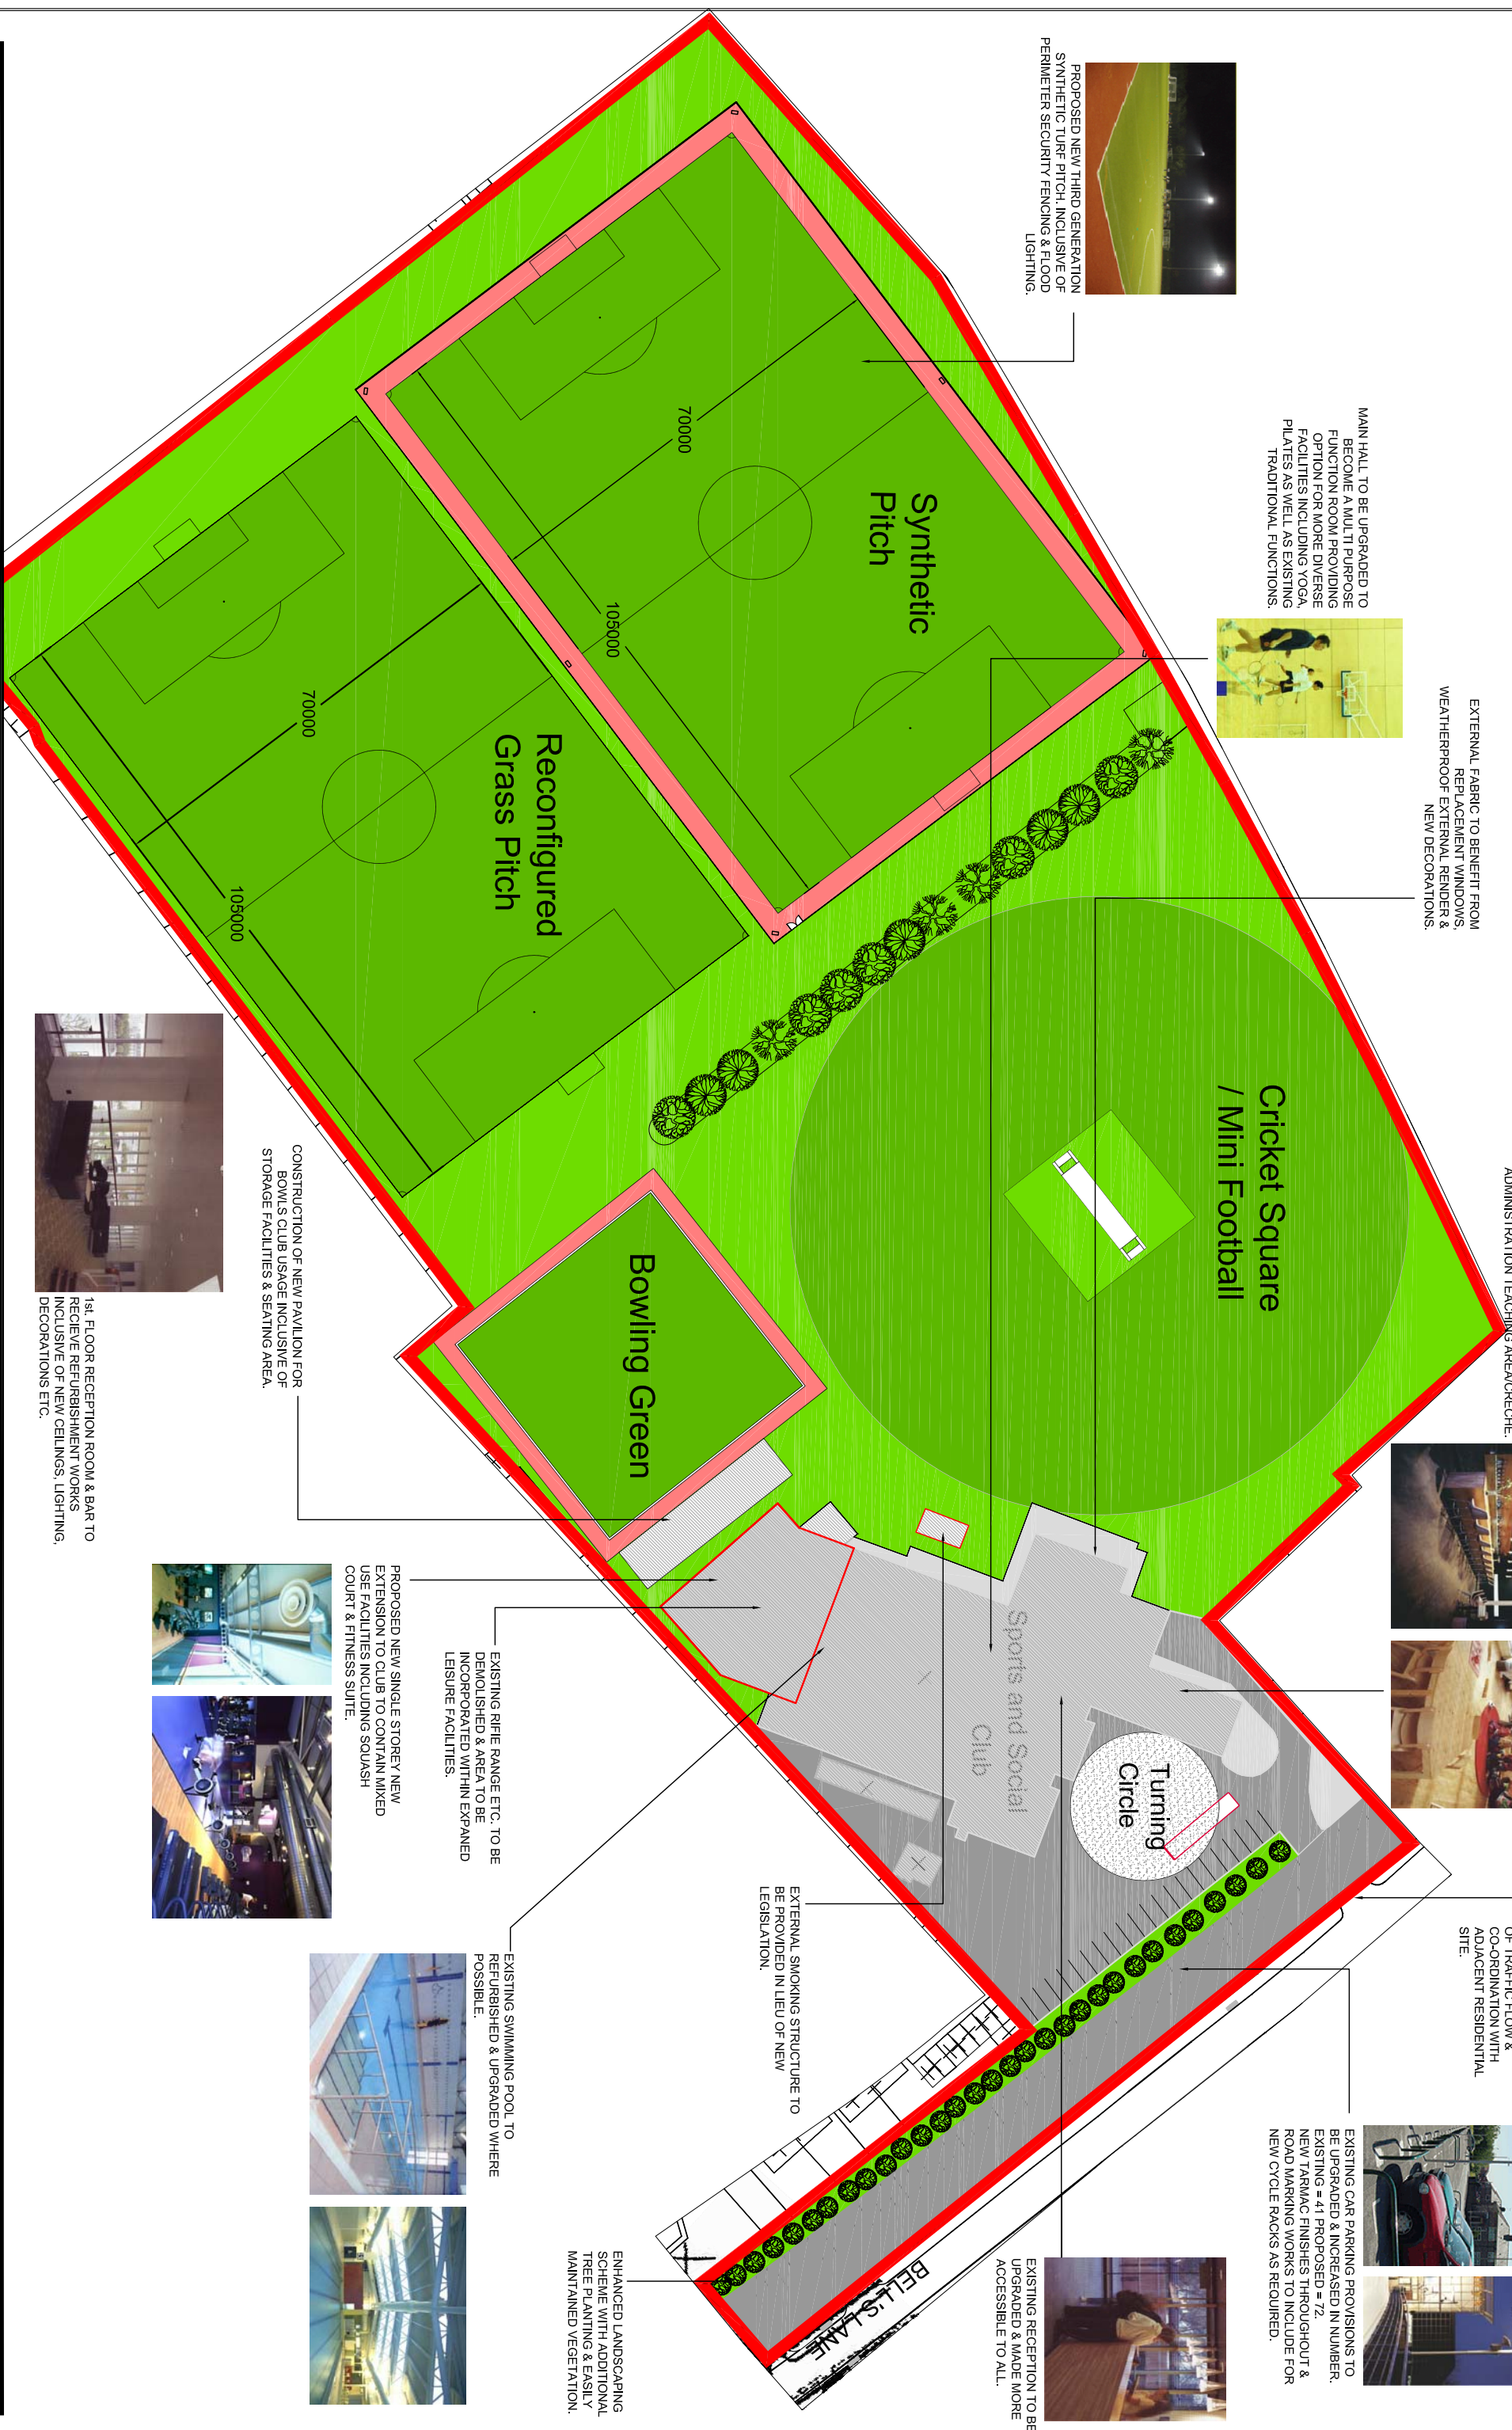 PROPOSED NEW THIRD GENERATION
SYNTHETIC TURF PITCH. INCLUSIVE OF
PERIMETER SECURITY FENCING & FLOOD
LIGHTING.
MAIN HALL TO BE UPGRADED TO
BECOME A MULTI PURPOSE
FUNCTION ROOM PROVIDING
OPTION FOR MORE DIVERSE
FACILITIES INCLUDING YOGA,
PILATES AS WELL AS EXISTING
TRADITIONAL FUNCTIONS.
EXTERNAL FABRIC TO BENEFIT FROM
REPLACEMENT WINDOWS,
WEATHERPROOF EXTERNAL RENDER &
NEW DECORATIONS.
ADMINISTRATION TEACHING AREA/CRECHE.
OF TRAFFIC FLOW &
CO-ORDINATION WITH
ADJACENT RESIDENTIAL
SITE.
EXISTING CAR PARKING PROVISIONS TO
BE UPGRADED & INCREASED IN NUMBER.
EXISTING = 41 PROPOSED = 72.
NEW TARMAC FINISHES THROUGHOUT &
ROAD MARKING WORKS TO INCLUDE FOR
NEW CYCLE RACKS AS REQUIRED.
Synthetic
Pitch
70000
105000
Cricket Square
/ Mini Football
Reconfigured
Grass Pitch
70000
105000
Bowling Green
Sports and Social
Club
Turning
Circle
EXISTING RECEPTION TO BE
UPGRADED & MADE MORE
ACCESSIBLE TO ALL.
BELL'S LANE
EXTERNAL SMOKING STRUCTURE TO
BE PROVIDED IN LIEU OF NEW
LEGISLATION.
ENHANCED LANDSCAPING
SCHEME WITH ADDITIONAL
TREE PLANTING & EASILY
MAINTAINED VEGETATION.
EXISTING SWIMMING POOL TO
REFURBISHED & UPGRADED WHERE
POSSIBLE.
EXISTING RIFIE RANGE ETC. TO BE
DEMOLISHED & AREA TO BE
INCORPORATED WITHIN EXPANED
LEISURE FACILITIES.
PROPOSED NEW SINGLE STOREY NEW
EXTENSION TO CLUB TO CONTAIN MIXED
USE FACILITIES INCLUDING SQUASH
COURT & FITNESS SUITE.
CONSTRUCTION OF NEW PAVILION FOR
BOWLS CLUB USAGE INCLUSIVE OF
STORAGE FACILITIES & SEATING AREA.
1st. FLOOR RECEPTION ROOM & BAR TO
RECIEVE REFURBISHMENT WORKS
INCLUSIVE OF NEW CEILINGS, LIGHTING,
DECORATIONS ETC.